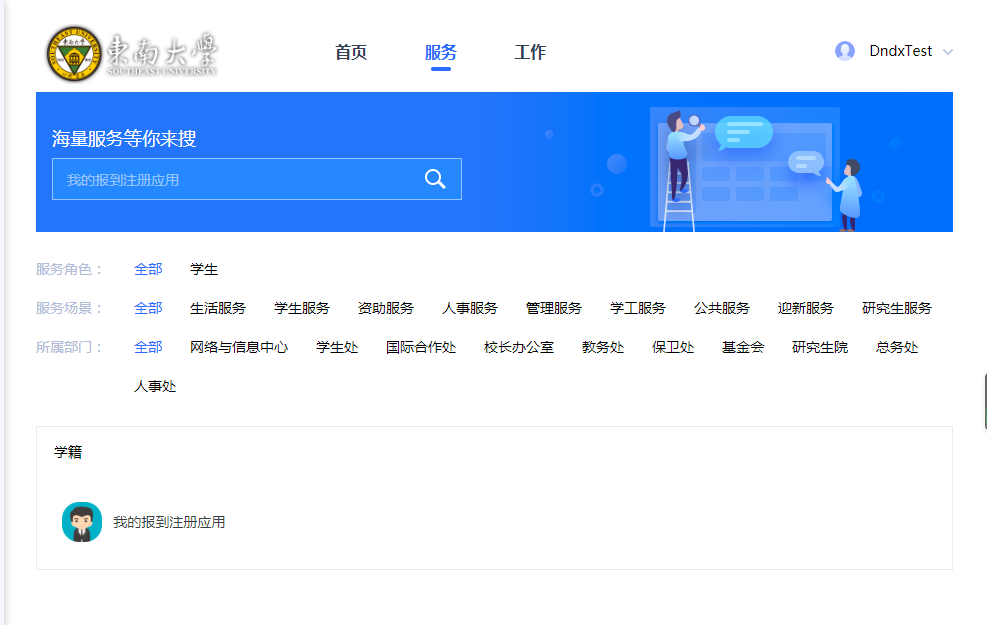 東南大學
SOUTHEAST UNIVERSITY
首页 服务 工作 DndxTest
海量服务等你来搜
我的报到注册应用
服务角色： 全部 学生
服务场景： 全部 生活服务 学生服务 资助服务 人事服务 管理服务 学工服务 公共服务 迎新服务 研究生服务
所属部门： 全部 网络与信息中心 学生处 国际合作处 校长办公室 教务处 保卫处 基金会 研究生院 总务处
人事处
学籍
我的报到注册应用